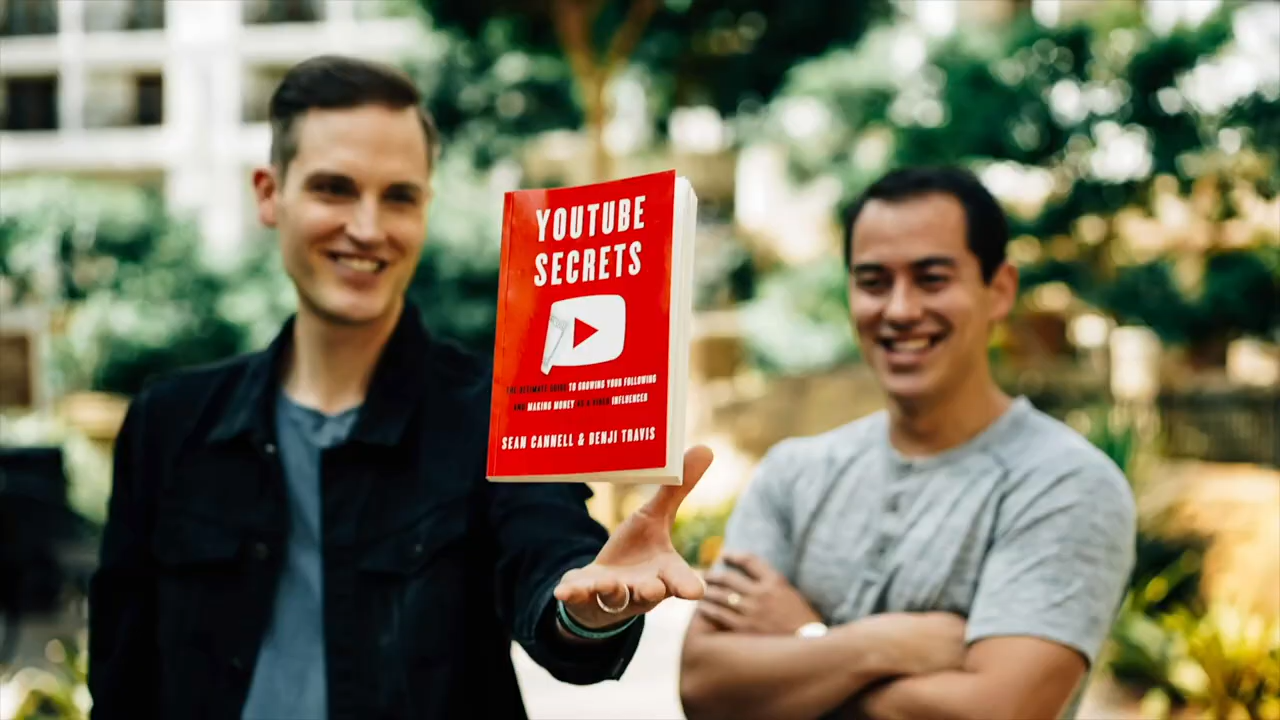 YOUTUBE
SECRETS
THE ULTIMATE GUIDE TO GROWING YOUR FOLLOWING
AND MAKING MONEY AS A VIDEO INFLUENCER
SEAN CANNELL & BENJI TRAVIS